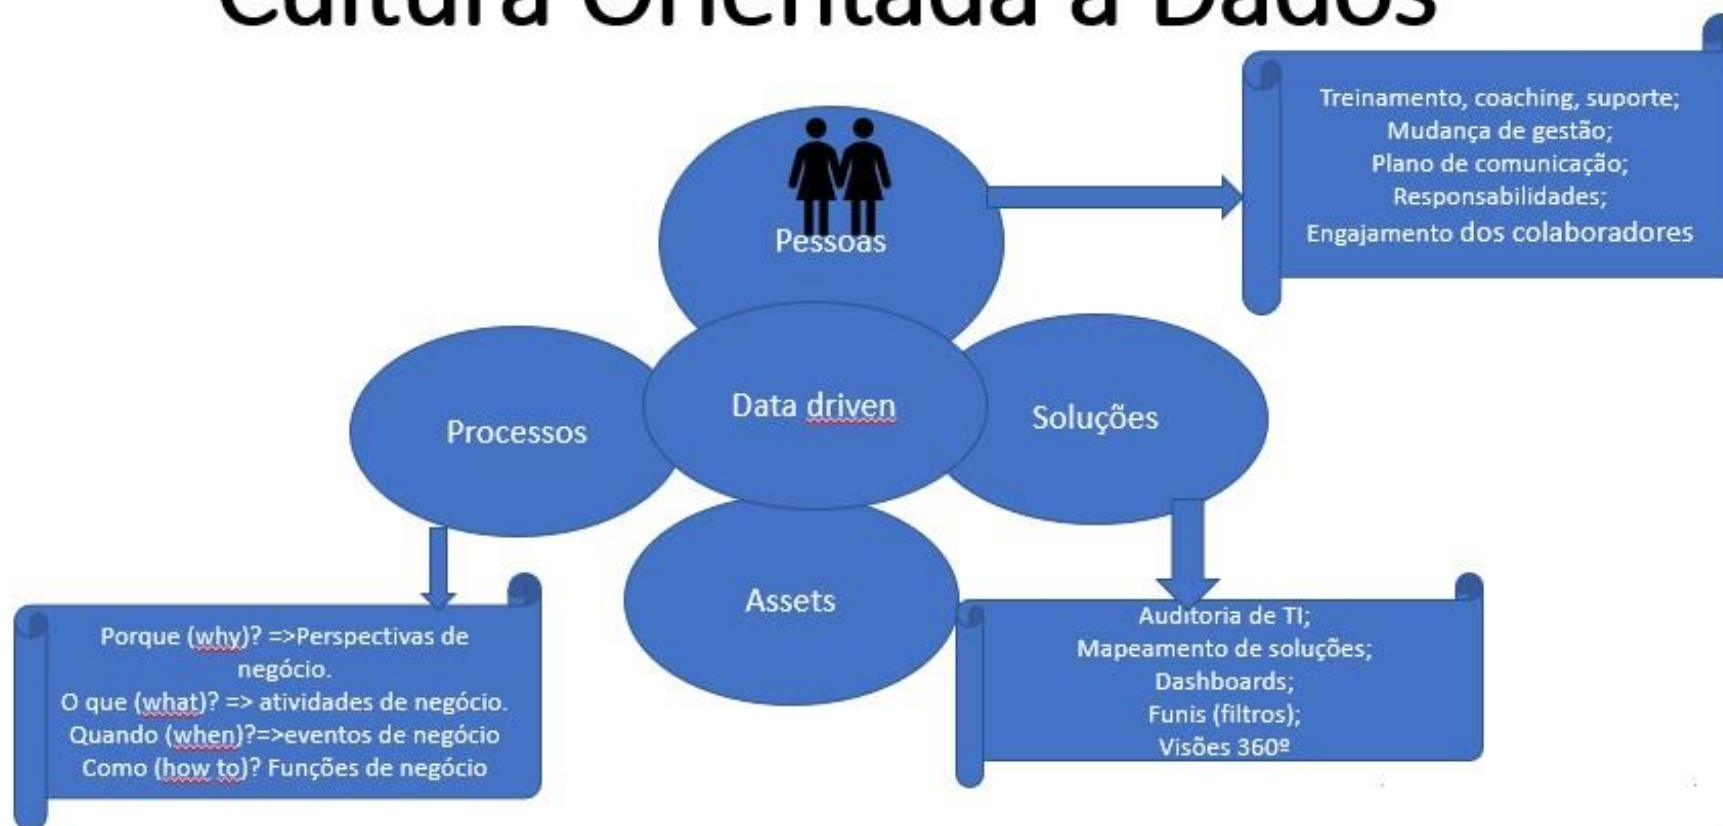 Cultura Orientada a Dados
Treinamento, coaching, suporte;
Mudança de gestão;
Plano de comunicação;
Responsabilidades;
Engajamento dos colaboradores
Pessoas
Data driven
Processos
Soluções
Assets
Porque (why)? =>Perspectivas de
negócio.
O que (what)? => atividades de negócio.
Quando (when)?=>eventos de negócio
Como (how to)? Funções de negócio
Auditoria de TI;
Mapeamento de soluções;
Dashboards;
Funis (filtros);
Visões 360º